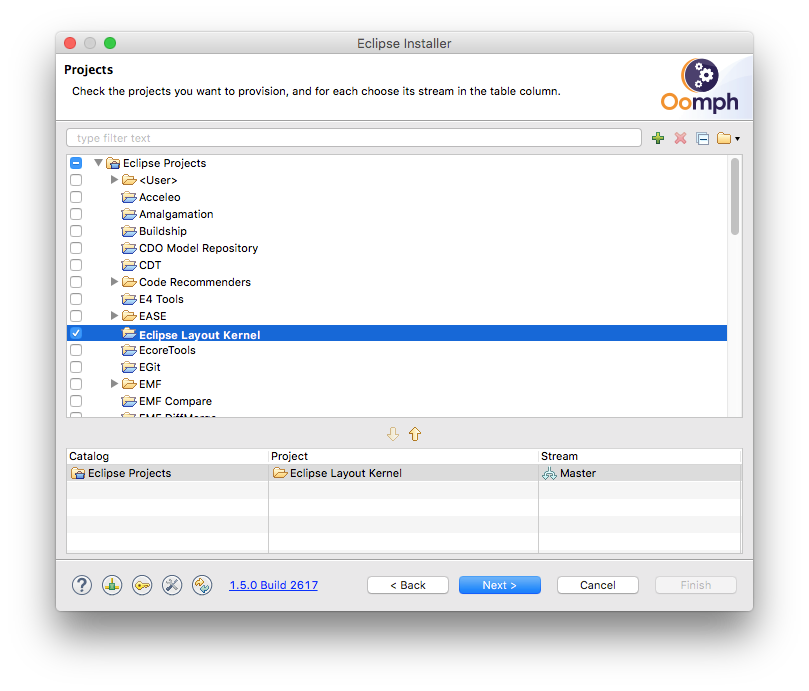 Eclipse Installer
Projects
Check the projects you want to provision, and for each choose its stream in the table column.
Oomph
type filter text
Eclipse Projects
<User>
Acceleo
Amalgamation
Buildship
CDO Model Repository
CDT
Code Recommenders
E4 Tools
EASE
Eclipse Layout Kernel
EcoreTools
EGit
EMF
EMF Compare
EMF DiffMerge
Catalog Project Stream
Eclipse Projects Eclipse Layout Kernel Master
? 1.5.0 Build 2617 < Back Next > Cancel Finish